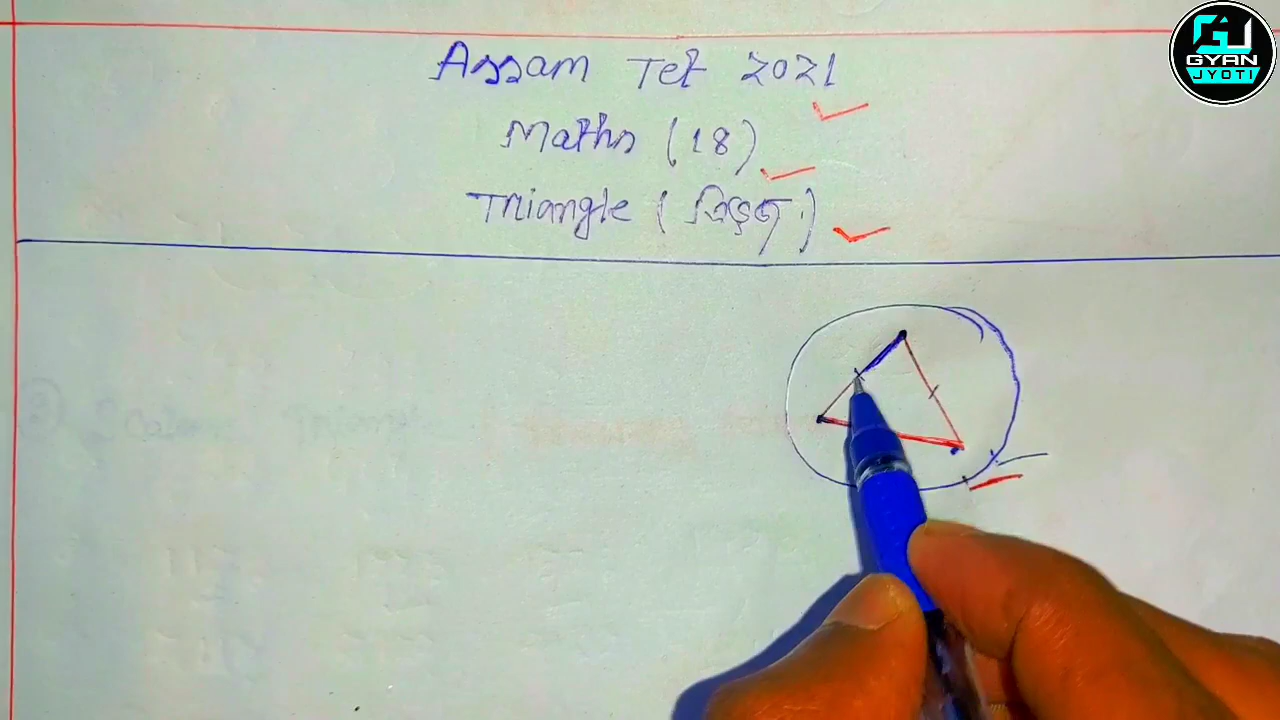 Assam Tet 2021
Maths (18)
Triangle (ত্রিভুজ)
GYAN
JYOTI